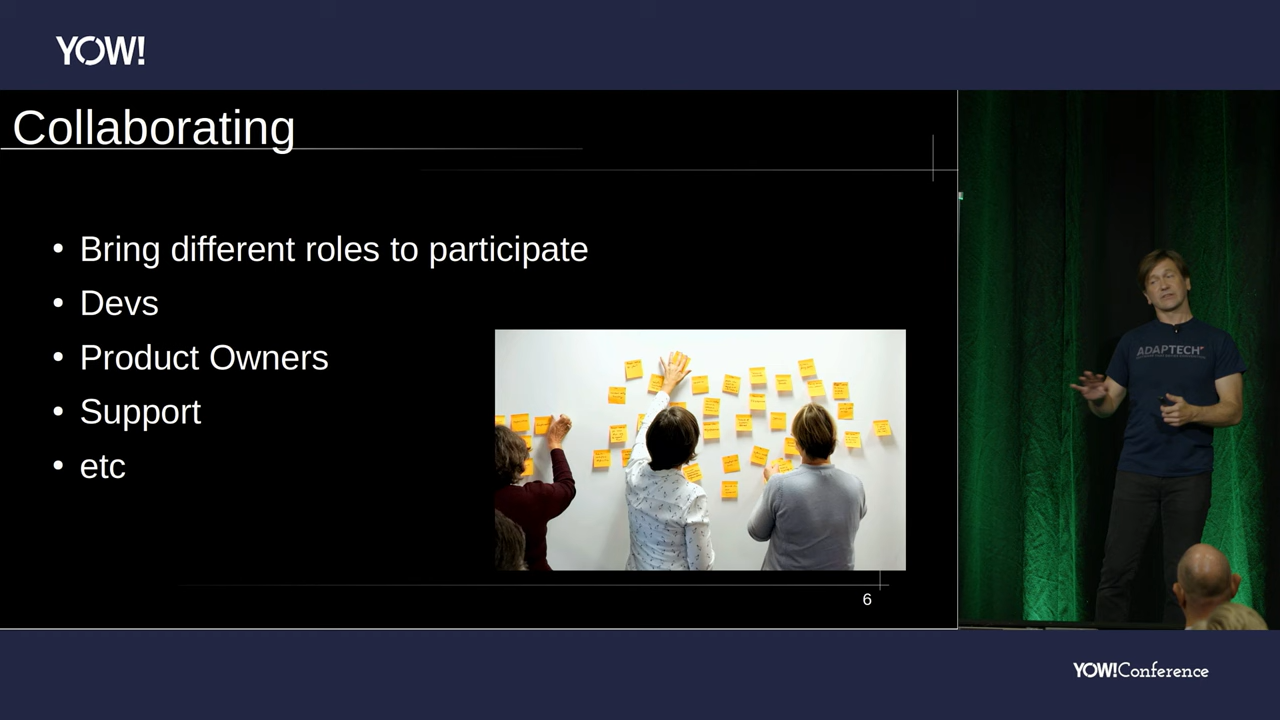 YOW!
Collaborating
• Bring different roles to participate
• Devs
• Product Owners
• Support
• etc
6
ADAPTECH
YOW!Conference